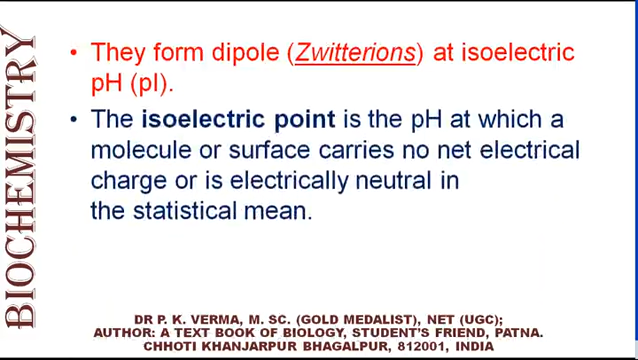 BIOCHEMISTRY
• They form dipole (Zwitterions) at isoelectric
pH (pI).
• The isoelectric point is the pH at which a
molecule or surface carries no net electrical
charge or is electrically neutral in
the statistical mean.
DR P. K. VERMA, M. SC. (GOLD MEDALIST), NET (UGC);
AUTHOR: A TEXT BOOK OF BIOLOGY, STUDENT'S FRIEND, PATNA.
CHHOTI KHANJARPUR BHAGALPUR, 812001, INDIA